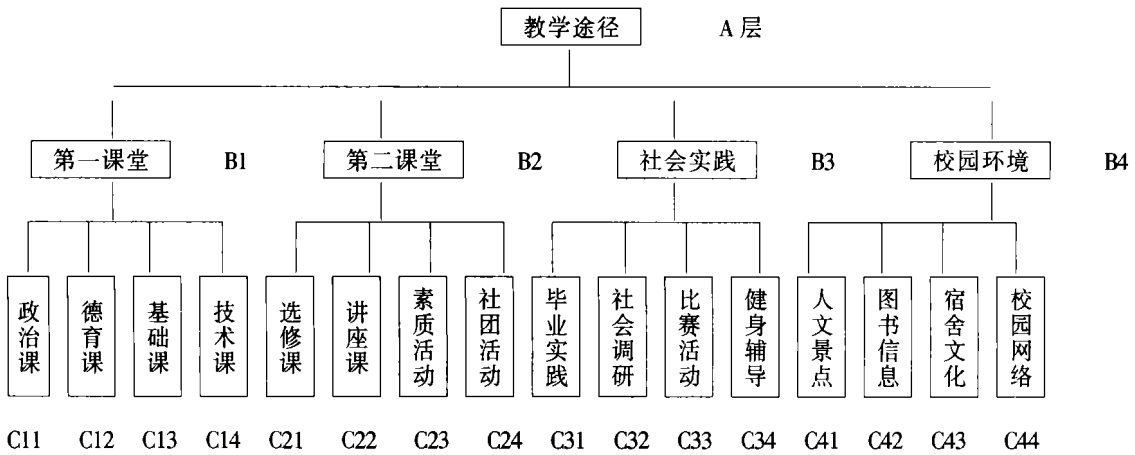 教学途径 A 层
第一课堂 B1 第二课堂 B2 社会实践 B3 校园环境 B4
政治课
德育课
基础课
技术课
选修课
讲座课
素质活动
社团活动
毕业实践
社会调研
比赛活动
健身辅导
人文景点
图书信息
宿舍文化
校园网络
C11 C12 C13 C14 C21 C22 C23 C24 C31 C32 C33 C34 C41 C42 C43 C44